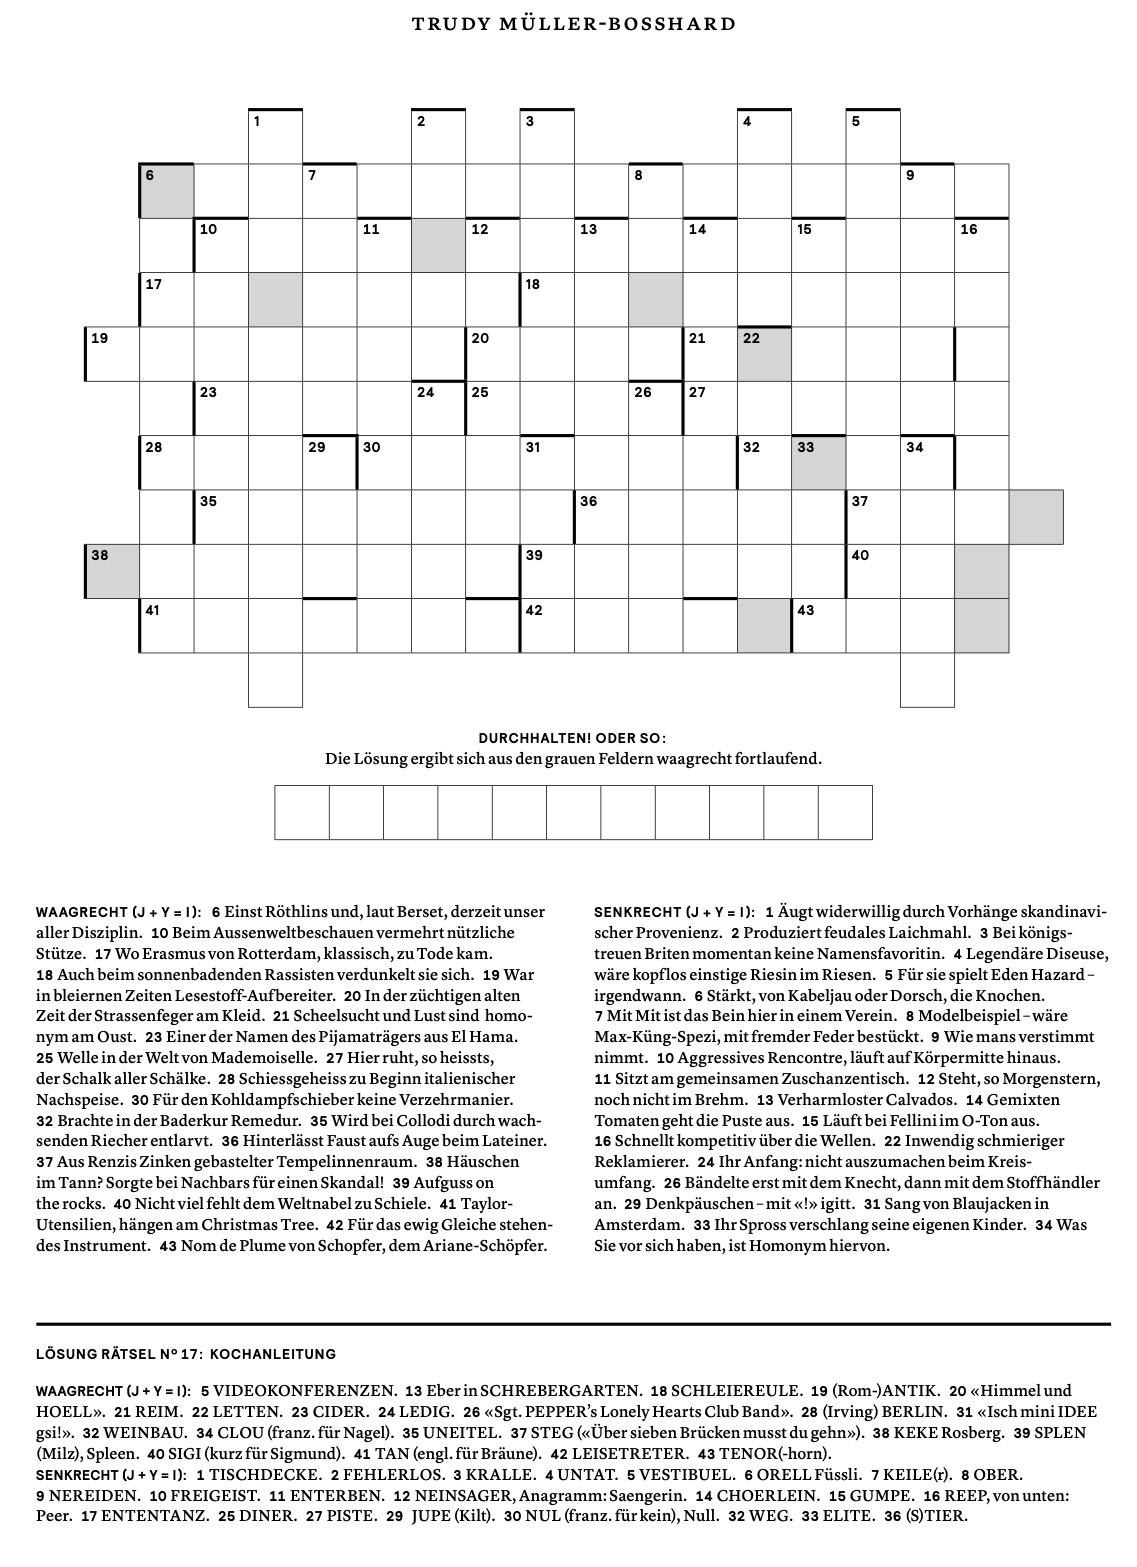 TRUDY MÜLLER-BOSSHARD
1 2 3 4 5
6 7 8 9
10 11 12 13 14 15 16
17 18
19 20 21 22
23 24 25 26 27
28 29 30 31 32 33 34
35 36 37
38 39 40
41 42 43
DURCHHALTEN! ODER SO:
Die Lösung ergibt sich aus den grauen Feldern waagrecht fortlaufend.
WAAGRECHT (J + Y = I): 6 Einst Röthlins und, laut Berset, derzeit unser
aller Disziplin. 10 Beim Aussenweltbeschauen vermehrt nützliche
Stütze. 17 Wo Erasmus von Rotterdam, klassisch, zu Tode kam.
18 Auch beim sonnenbadenden Rassisten verdunkelt sie sich. 19 War
in bleiernen Zeiten Lesestoff-Aufbereiter. 20 In der züchtigen alten
Zeit der Strassenfeger am Kleid. 21 Scheelsucht und Lust sind homo-
nym am Oust. 23 Einer der Namen des Pijamaträgers aus El Hama.
25 Welle in der Welt von Mademoiselle. 27 Hier ruht, so heissts,
der Schalk aller Schälke. 28 Schiessgeheiss zu Beginn italienischer
Nachspeise. 30 Für den Kohldampfschieber keine Verzehrmanier.
32 Brachte in der Baderkur Remedur. 35 Wird bei Collodi durch wach-
senden Riecher entlarvt. 36 Hinterlässt Faust aufs Auge beim Lateiner.
37 Aus Renzis Zinken gebastelter Tempelinnenraum. 38 Häuschen
im Tann? Sorgte bei Nachbars für einen Skandal! 39 Aufguss on
the rocks. 40 Nicht viel fehlt dem Weltnabel zu Schiele. 41 Taylor-
Utensilien, hängen am Christmas Tree. 42 Für das ewig Gleiche stehen-
des Instrument. 43 Nom de Plume von Schopfer, dem Ariane-Schöpfer.
SENKRECHT (J + Y = I): 1 Äugt widerwillig durch Vorhänge skandinavi-
scher Provenienz. 2 Produziert feudales Laichmahl. 3 Bei königs-
treuen Briten momentan keine Namensfavoritin. 4 Legendäre Diseuse,
wäre kopflos einstige Riesin im Riesen. 5 Für sie spielt Eden Hazard –
irgendwann. 6 Stärkt, von Kabeljau oder Dorsch, die Knochen.
7 Mit Mit ist das Bein hier in einem Verein. 8 Modelbeispiel – wäre
Max-Küng-Spezi, mit fremder Feder bestückt. 9 Wie mans verstimmt
nimmt. 10 Aggressives Rencontre, läuft auf Körpermitte hinaus.
11 Sitzt am gemeinsamen Zuschanzentisch. 12 Steht, so Morgenstern,
noch nicht im Brehm. 13 Verharmloster Calvados. 14 Gemixten
Tomaten geht die Puste aus. 15 Läuft bei Fellini im O-Ton aus.
16 Schnellt kompetitiv über die Wellen. 22 Inwendig schmieriger
Reklamierer. 24 Ihr Anfang: nicht auszumachen beim Kreis-
umfang. 26 Bändelte erst mit dem Knecht, dann mit dem Stoffhändler
an. 29 Denkpäuschen – mit «!» igitt. 31 Sang von Blaujacken in
Amsterdam. 33 Ihr Spross verschlang seine eigenen Kinder. 34 Was
Sie vor sich haben, ist Homonym hiervon.
LÖSUNG RÄTSEL Nº 17: KOCHANLEITUNG
WAAGRECHT (J + Y = I): 5 VIDEOKONFERENZEN. 13 Eber in SCHREBERGARTEN. 18 SCHLEIEREULE. 19 (Rom-)ANTIK. 20 «Himmel und
HOELL». 21 REIM. 22 LETTEN. 23 CIDER. 24 LEDIG. 26 «Sgt. PEPPER's Lonely Hearts Club Band». 28 (Irving) BERLIN. 31 «Isch mini IDEE
gsi!». 32 WEINBAU. 34 CLOU (franz. für Nagel). 35 UNEITEL. 37 STEG («Über sieben Brücken musst du gehn»). 38 KEKE Rosberg. 39 SPLEN
(Milz), Spleen. 40 SIGI (kurz für Sigmund). 41 TAN (engl. für Bräune). 42 LEISETRETER. 43 TENOR(-horn).
SENKRECHT (J + Y = I): 1 TISCHDECKE. 2 FEHLERLOS. 3 KRALLE. 4 UNTAT. 5 VESTIBUEL. 6 ORELL Füssli. 7 KEILE(r). 8 OBER.
9 NEREIDEN. 10 FREIGEIST. 11 ENTERBEN. 12 NEINSAGER, Anagramm: Saengerin. 14 CHOERLEIN. 15 GUMPE. 16 REEP, von unten:
Peer. 17 ENTENTANZ. 25 DINER. 27 PISTE. 29 JUPE (Kilt). 30 NUL (franz. für kein), Null. 32 WEG. 33 ELITE. 36 (S)TIER.